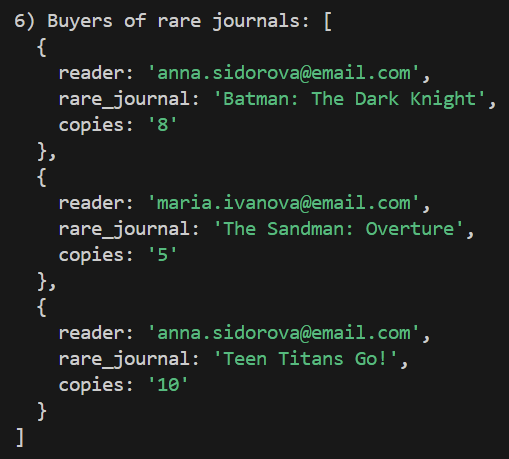 6) Buyers of rare journals: [
  {
    reader: 'anna.sidorova@email.com',
    rare_journal: 'Batman: The Dark Knight',
    copies: '8'
  },
  {
    reader: 'maria.ivanova@email.com',
    rare_journal: 'The Sandman: Overture',
    copies: '5'
  },
  {
    reader: 'anna.sidorova@email.com',
    rare_journal: 'Teen Titans Go!',
    copies: '10'
  }
]